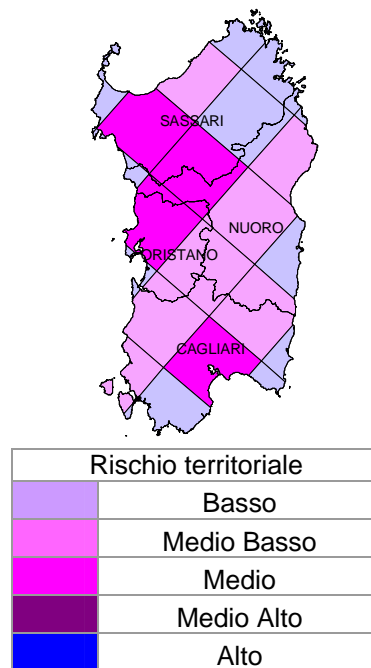 SASSARI
NUORO
ORISTANO
CAGLIARI
Rischio territoriale
Basso
Medio Basso
Medio
Medio Alto
Alto